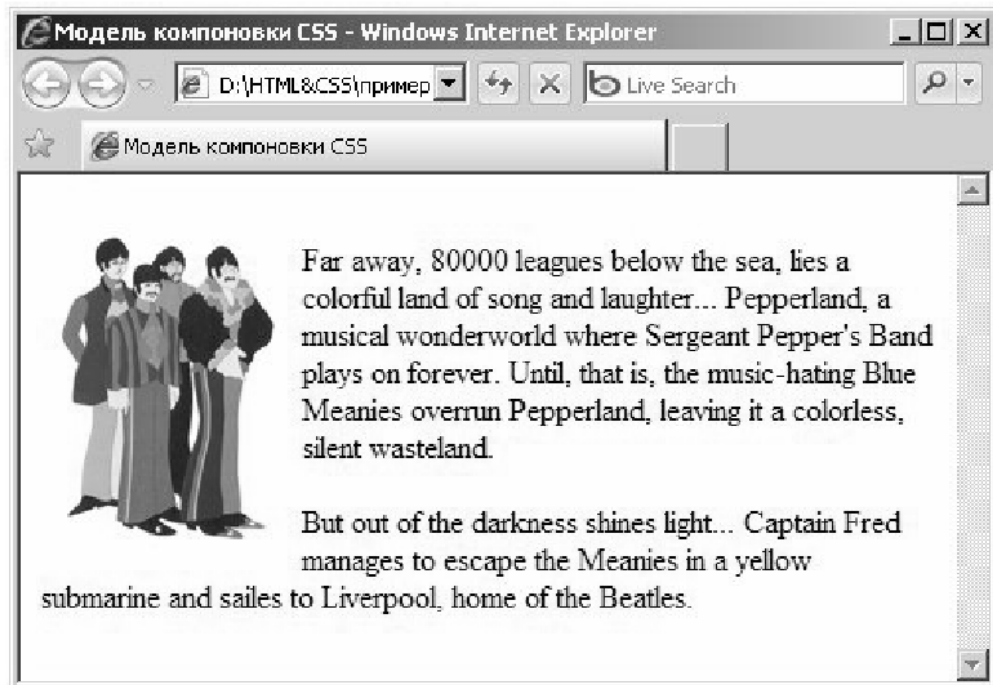 Модель компоновки CSS - Windows Internet Explorer
D:\HTML&CSS\пример
Live Search
Модель компоновки CSS
Far away, 80000 leagues below the sea, lies a
colorful land of song and laughter... Pepperland, a
musical wonderworld where Sergeant Pepper's Band
plays on forever. Until, that is, the music-hating Blue
Meanies overrun Pepperland, leaving it a colorless,
silent wasteland.
But out of the darkness shines light... Captain Fred
manages to escape the Meanies in a yellow
submarine and sailes to Liverpool, home of the Beatles.